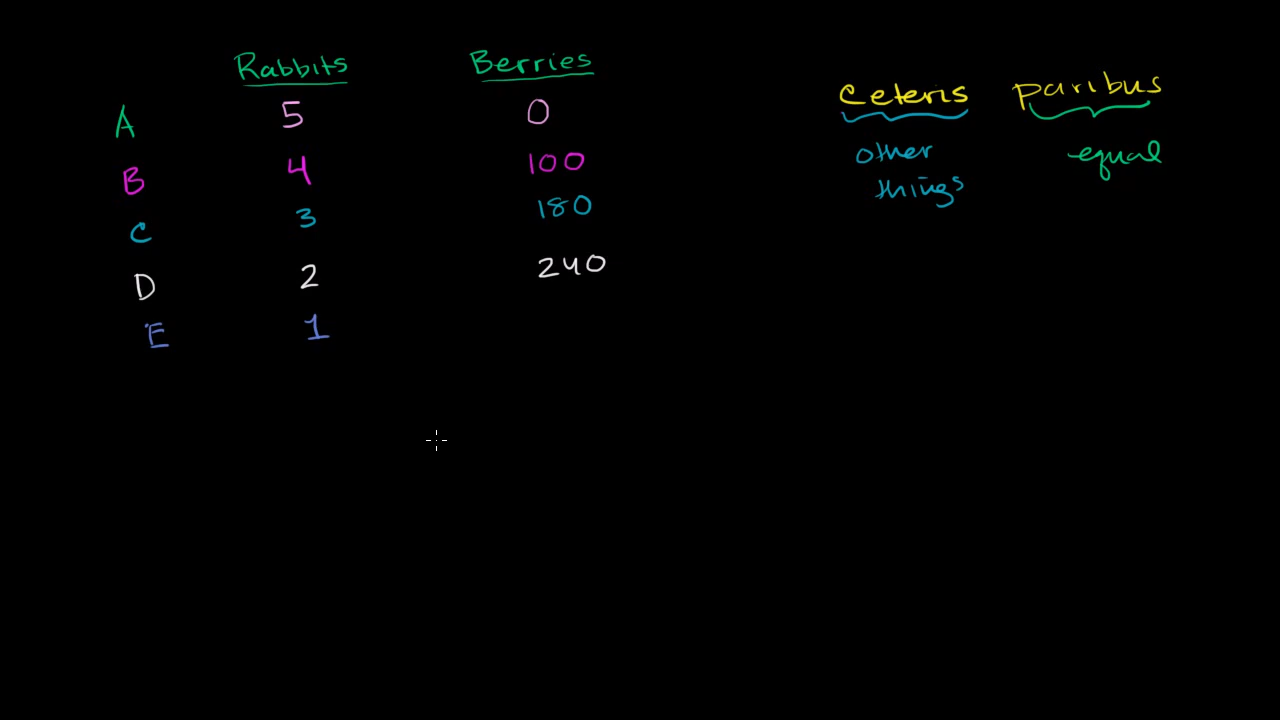 Rabbits Berries
A 5 0
B 4 100
C 3 180
D 2 240
E 1
Ceteris paribus
other equal
things